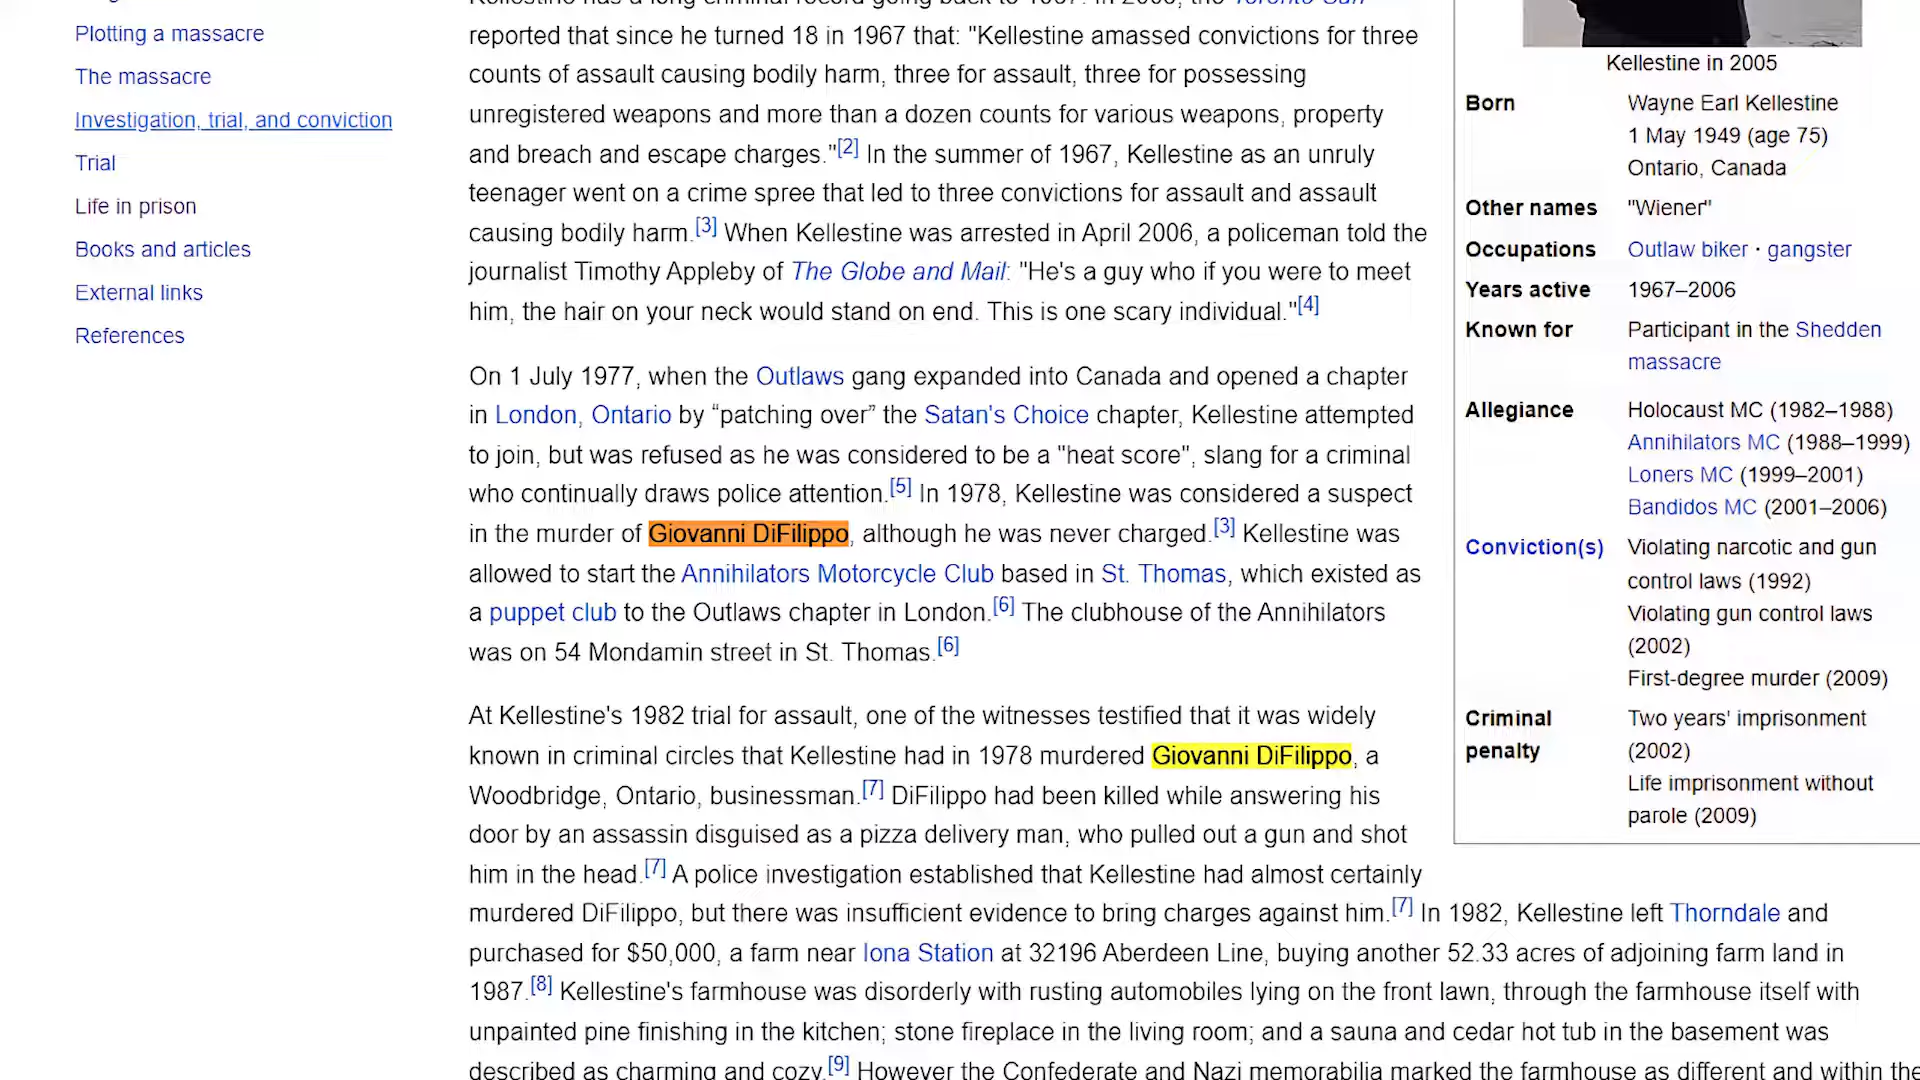 Plotting a massacre
The massacre
Investigation, trial, and conviction
Trial
Life in prison
Books and articles
External links
References
reported that since he turned 18 in 1967 that: "Kellestine amassed convictions for three
counts of assault causing bodily harm, three for assault, three for possessing
unregistered weapons and more than a dozen counts for various weapons, property
and breach and escape charges."[2] In the summer of 1967, Kellestine as an unruly
teenager went on a crime spree that led to three convictions for assault and assault
causing bodily harm.[3] When Kellestine was arrested in April 2006, a policeman told the
journalist Timothy Appleby of The Globe and Mail: "He's a guy who if you were to meet
him, the hair on your neck would stand on end. This is one scary individual."[4]
On 1 July 1977, when the Outlaws gang expanded into Canada and opened a chapter
in London, Ontario by “patching over” the Satan's Choice chapter, Kellestine attempted
to join, but was refused as he was considered to be a "heat score", slang for a criminal
who continually draws police attention.[5] In 1978, Kellestine was considered a suspect
in the murder of Giovanni DiFilippo, although he was never charged.[3] Kellestine was
allowed to start the Annihilators Motorcycle Club based in St. Thomas, which existed as
a puppet club to the Outlaws chapter in London.[6] The clubhouse of the Annihilators
was on 54 Mondamin street in St. Thomas.[6]
At Kellestine's 1982 trial for assault, one of the witnesses testified that it was widely
known in criminal circles that Kellestine had in 1978 murdered Giovanni DiFilippo, a
Woodbridge, Ontario, businessman.[7] DiFilippo had been killed while answering his
door by an assassin disguised as a pizza delivery man, who pulled out a gun and shot
him in the head.[7] A police investigation established that Kellestine had almost certainly
murdered DiFilippo, but there was insufficient evidence to bring charges against him.[7] In 1982, Kellestine left Thorndale and
purchased for $50,000, a farm near Iona Station at 32196 Aberdeen Line, buying another 52.33 acres of adjoining farm land in
1987.[8] Kellestine's farmhouse was disorderly with rusting automobiles lying on the front lawn, through the farmhouse itself with
unpainted pine finishing in the kitchen; stone fireplace in the living room; and a sauna and cedar hot tub in the basement was
described as charming and cozy.[9] However the Confederate and Nazi memorabilia marked the farmhouse as different and within the
Kellestine in 2005
Born Wayne Earl Kellestine
1 May 1949 (age 75)
Ontario, Canada
Other names "Wiener"
Occupations Outlaw biker · gangster
Years active 1967–2006
Known for Participant in the Shedden
massacre
Allegiance Holocaust MC (1982–1988)
Annihilators MC (1988–1999)
Loners MC (1999–2001)
Bandidos MC (2001–2006)
Conviction(s) Violating narcotic and gun
control laws (1992)
Violating gun control laws
(2002)
First-degree murder (2009)
Criminal Two years' imprisonment
penalty (2002)
Life imprisonment without
parole (2009)